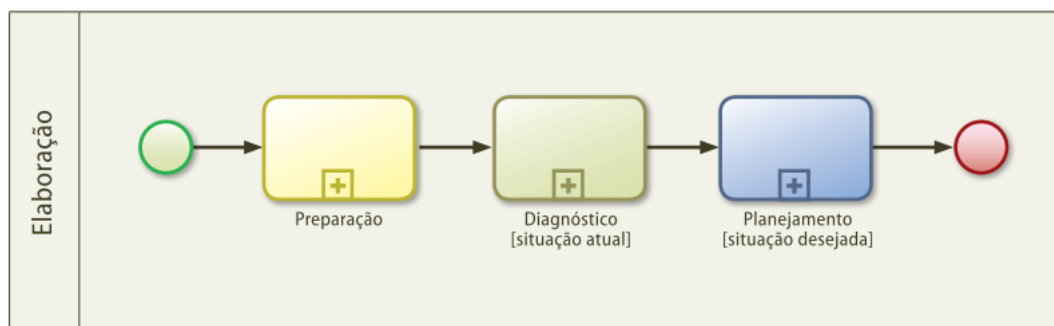 Elaboração
Preparação
Diagnóstico
[situação atual]
Planejamento
[situação desejada]